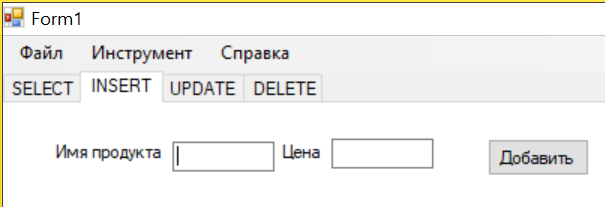 Form1
Файл Инструмент Справка
SELECT INSERT UPDATE DELETE
Имя продукта Цена Добавить